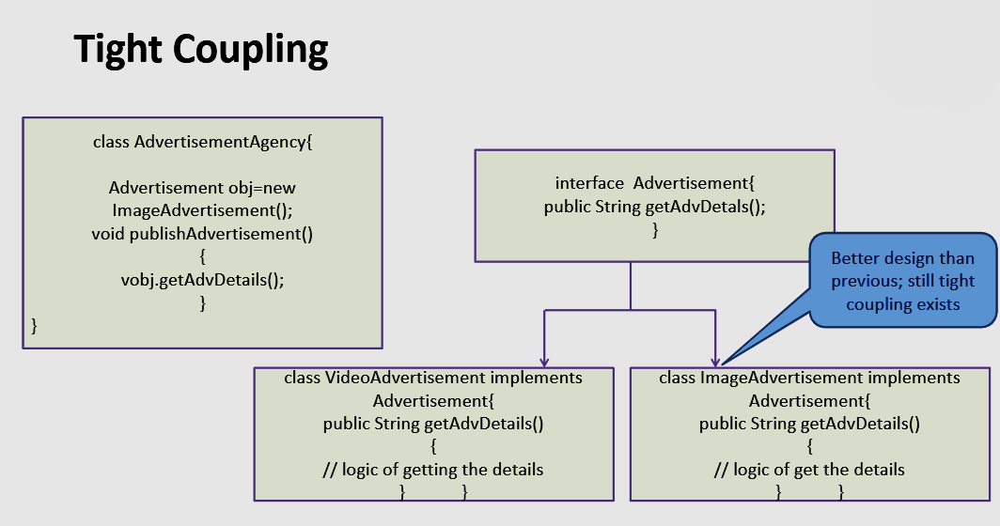 Tight Coupling
class AdvertisementAgency{
Advertisement obj=new
ImageAdvertisement();
void publishAdvertisement()
{
vobj.getAdvDetails();
}
}
interface  Advertisement{
public String getAdvDetals();
}
Better design than
previous; still tight
coupling exists
class VideoAdvertisement implements
Advertisement{
public String getAdvDetails()
{
// logic of getting the details
}          }
class ImageAdvertisement implements
Advertisement{
public String getAdvDetails()
{
// logic of get the details
}          }